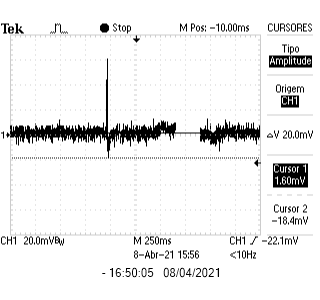 Tek Stop M Pos: -10.00ms CURSORES
Tipo
Amplitude
Origem
CH1
△V 20.0mV
1
Cursor 1
1.60mV
Cursor 2
-18.4mV
CH1 20.0mVBW M 250ms CH1 -22.1mV
8-Abr-21 15:56 <10Hz
- 16:50:05 08/04/2021